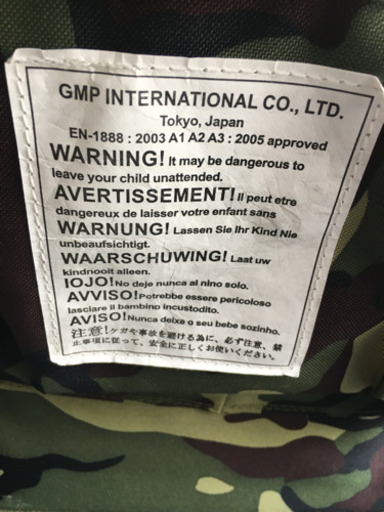 GMP INTERNATIONAL CO., LTD.
Tokyo, Japan
EN-1888 : 2003 A1 A2 A3 : 2005 approved
WARNING! It may be dangerous to
leave your child unattended.
AVERTISSEMENT! Il peut etre
dangereux de laisser votre enfant sans
WARNUNG! Lassen Sie Ihr Kind Nie
unbeaufsichtigt.
WAARSCHUWING! Laat uw
kindnooit alleen.
IOJO! No deje nunca al nino solo.
AVVISO! Potrebbe essere pericoloso
lasciare il bambino incustodito.
AVISO! Nunca deixe o seu bebe sozinho.
注意! ケガや事故を避ける為に、必ず注意、禁
止事項に従って、安全に正しくお使いください。